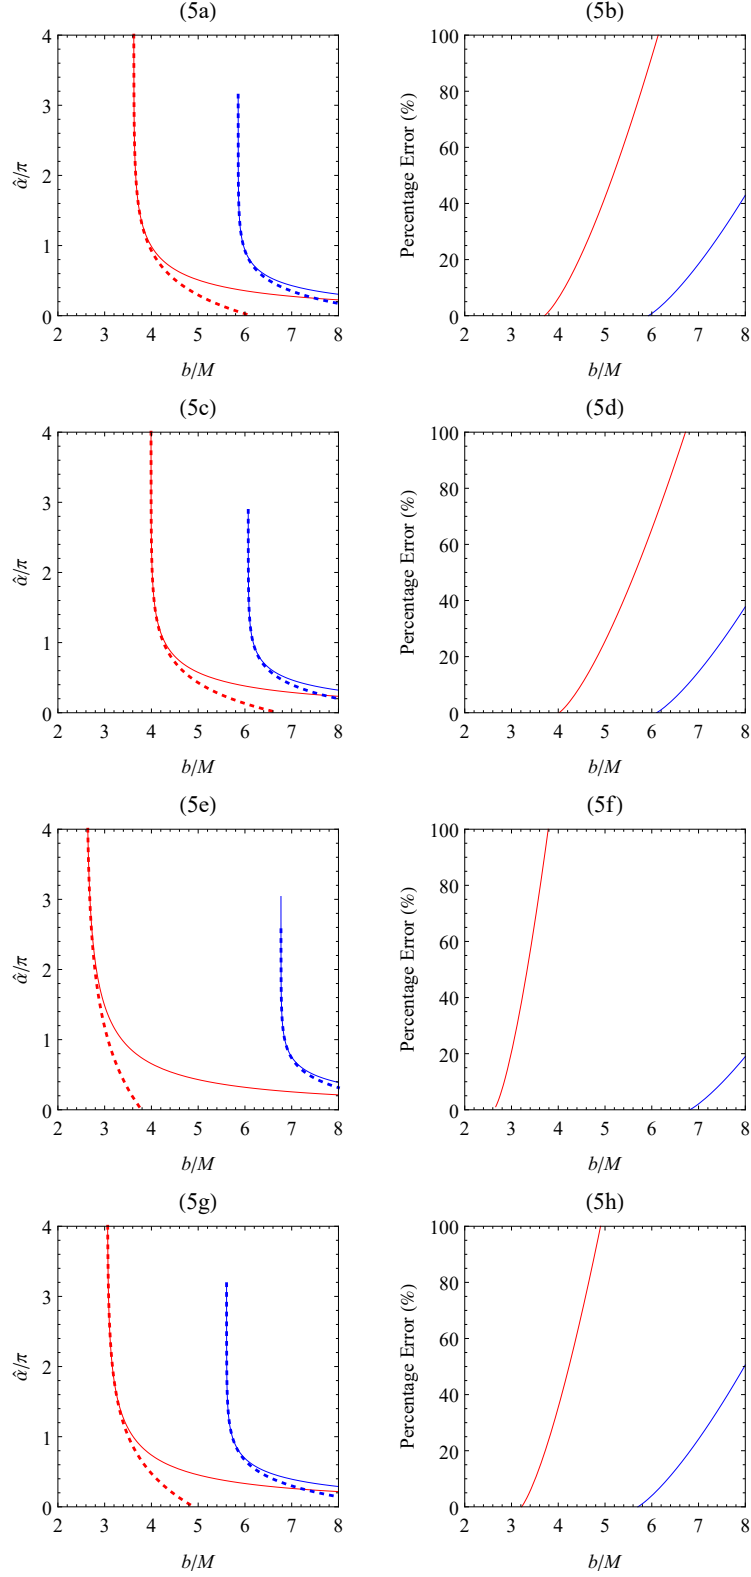 (5a)
4
3
2
1
0
α̂/π
2 3 4 5 6 7 8
b/M
(5b)
100
80
60
40
20
0
Percentage Error (%)
2 3 4 5 6 7 8
b/M
(5c)
4
3
2
1
0
α̂/π
2 3 4 5 6 7 8
b/M
(5d)
100
80
60
40
20
0
Percentage Error (%)
2 3 4 5 6 7 8
b/M
(5e)
4
3
2
1
0
α̂/π
2 3 4 5 6 7 8
b/M
(5f)
100
80
60
40
20
0
Percentage Error (%)
2 3 4 5 6 7 8
b/M
(5g)
4
3
2
1
0
α̂/π
2 3 4 5 6 7 8
b/M
(5h)
100
80
60
40
20
0
Percentage Error (%)
2 3 4 5 6 7 8
b/M